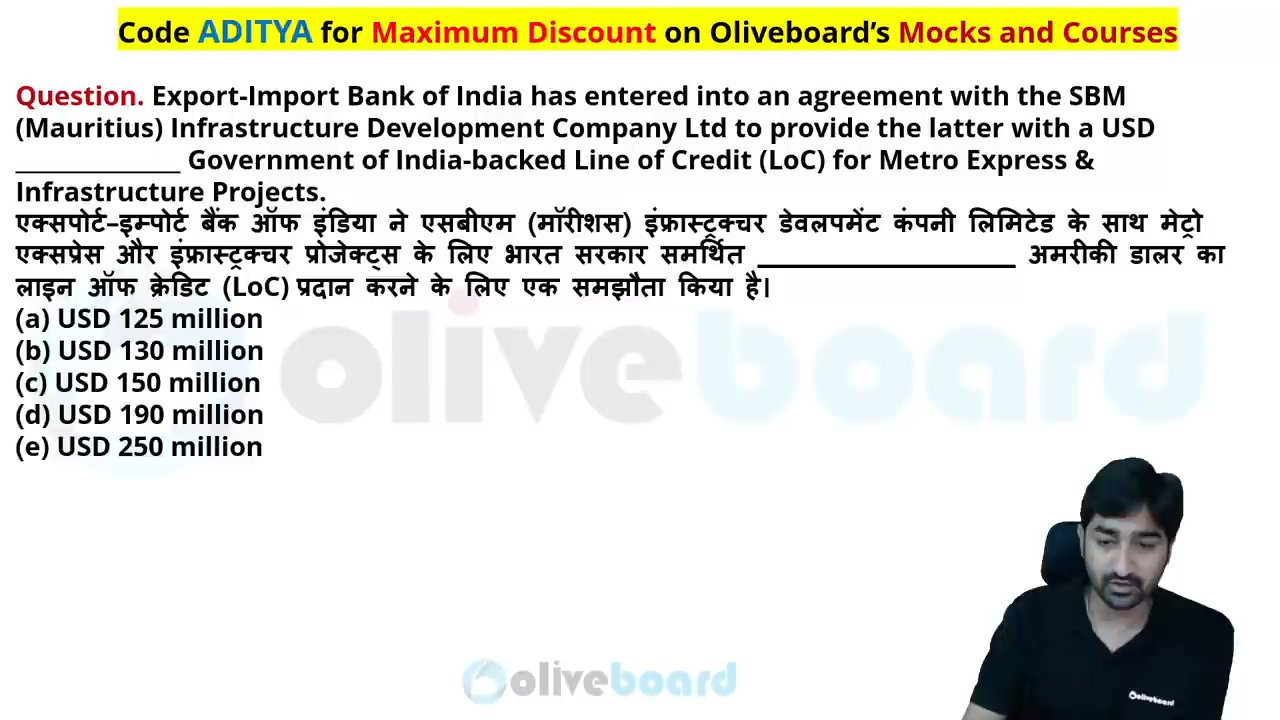 Code ADITYA for Maximum Discount on Oliveboard’s Mocks and Courses
Question. Export-Import Bank of India has entered into an agreement with the SBM
(Mauritius) Infrastructure Development Company Ltd to provide the latter with a USD
____________ Government of India-backed Line of Credit (LoC) for Metro Express &
Infrastructure Projects.
एक्सपोर्ट–इम्पोर्ट बैंक ऑफ इंडिया ने एसबीएम (मॉरीशस) इंफ्रास्ट्रक्चर डेवलपमेंट कंपनी लिमिटेड के साथ मेट्रो
एक्सप्रेस और इंफ्रास्ट्रक्चर प्रोजेक्ट्स के लिए भारत सरकार समर्थित ___________________ अमरीकी डालर का
लाइन ऑफ क्रेडिट (LoC) प्रदान करने के लिए एक समझौता किया है।
(a) USD 125 million
(b) USD 130 million
(c) USD 150 million
(d) USD 190 million
(e) USD 250 million
oliveboard
oliveboard
oliveboard